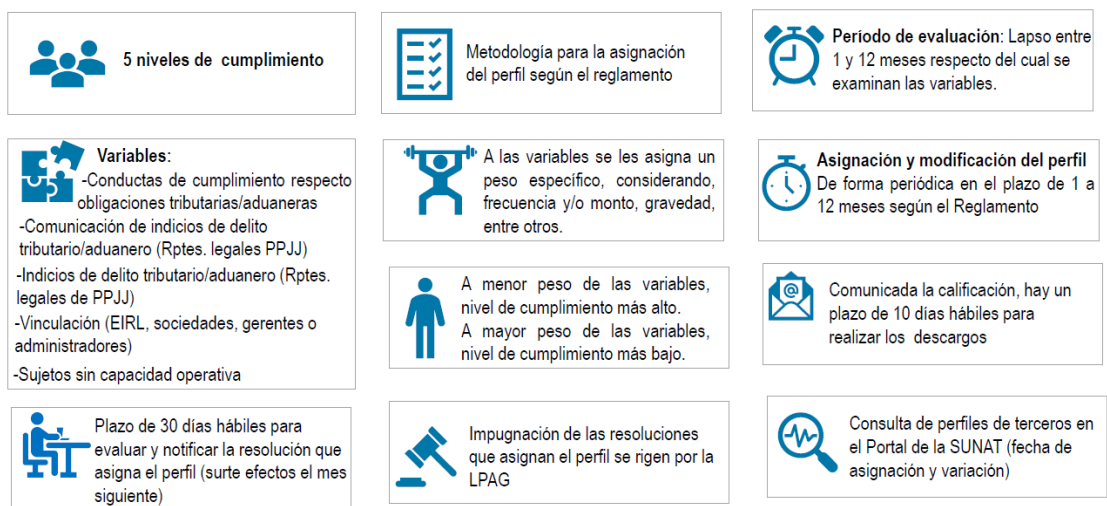 5 niveles de cumplimiento
Metodología para la asignación
del perfil según el reglamento
Período de evaluación: Lapso entre
1 y 12 meses respecto del cual se
examinan las variables.
Variables:
-Conductas de cumplimiento respecto
obligaciones tributarias/aduaneras
-Comunicación de indicios de delito
tributario/aduanero (Rptes. legales PPJJ)
-Indicios de delito tributario/aduanero (Rptes.
legales de PPJJ)
-Vinculación (EIRL, sociedades, gerentes o
administradores)
-Sujetos sin capacidad operativa
A las variables se les asigna un
peso específico, considerando,
frecuencia y/o monto, gravedad,
entre otros.
Asignación y modificación del perfil
De forma periódica en el plazo de 1 a
12 meses según el Reglamento
A menor peso de las variables,
nivel de cumplimiento más alto.
A mayor peso de las variables,
nivel de cumplimiento más bajo.
@
Comunicada la calificación, hay un
plazo de 10 días hábiles para
realizar los descargos
Plazo de 30 días hábiles para
evaluar y notificar la resolución que
asigna el perfil (surte efectos el mes
siguiente)
Impugnación de las resoluciones
que asignan el perfil se rigen por la
LPAG
Consulta de perfiles de terceros en
el Portal de la SUNAT (fecha de
asignación y variación)